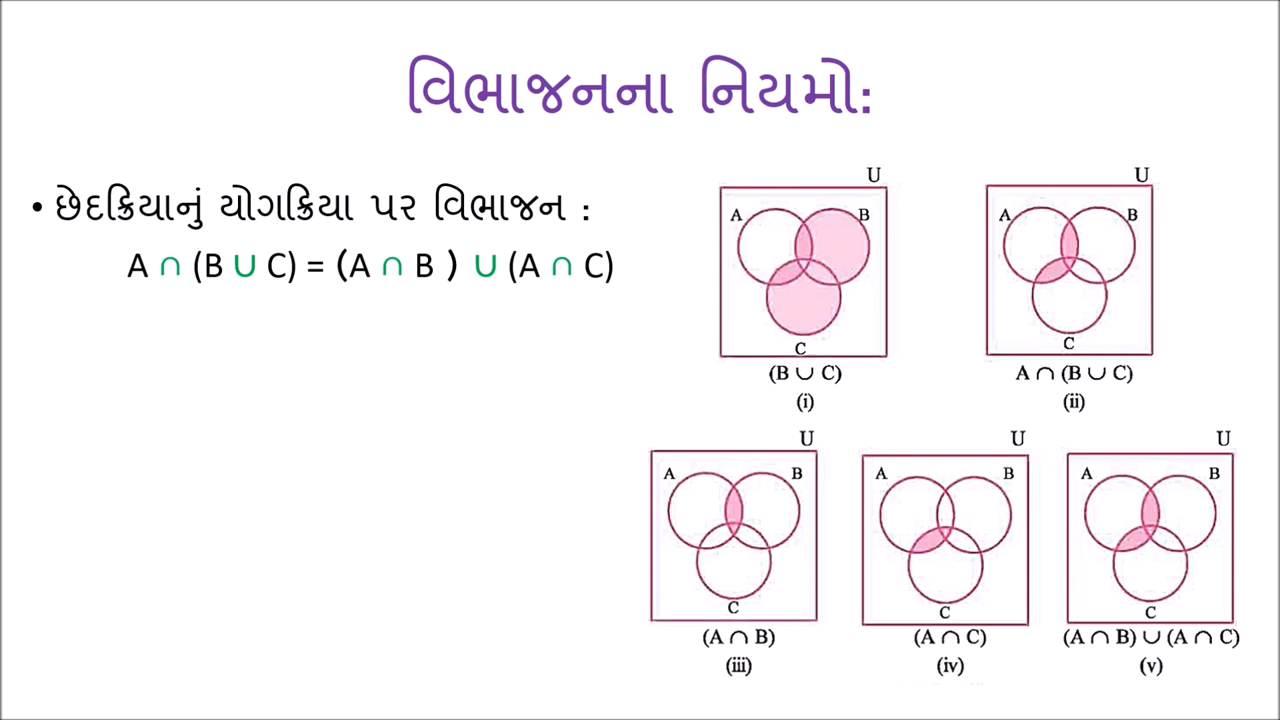 વિભાજનના નિયમો:
• છેદક્રિયાનું યોગક્રિયા પર વિભાજન :
A ∩ (B ∪ C) = (A ∩ B ) ∪ (A ∩ C)
U
A B
C
(B ∪ C)
(i)
U
A B
C
A ∩ (B ∪ C)
(ii)
U
A B
C
(A ∩ B)
(iii)
U
A B
C
(A ∩ C)
(iv)
U
A B
C
(A ∩ B) ∪ (A ∩ C)
(v)